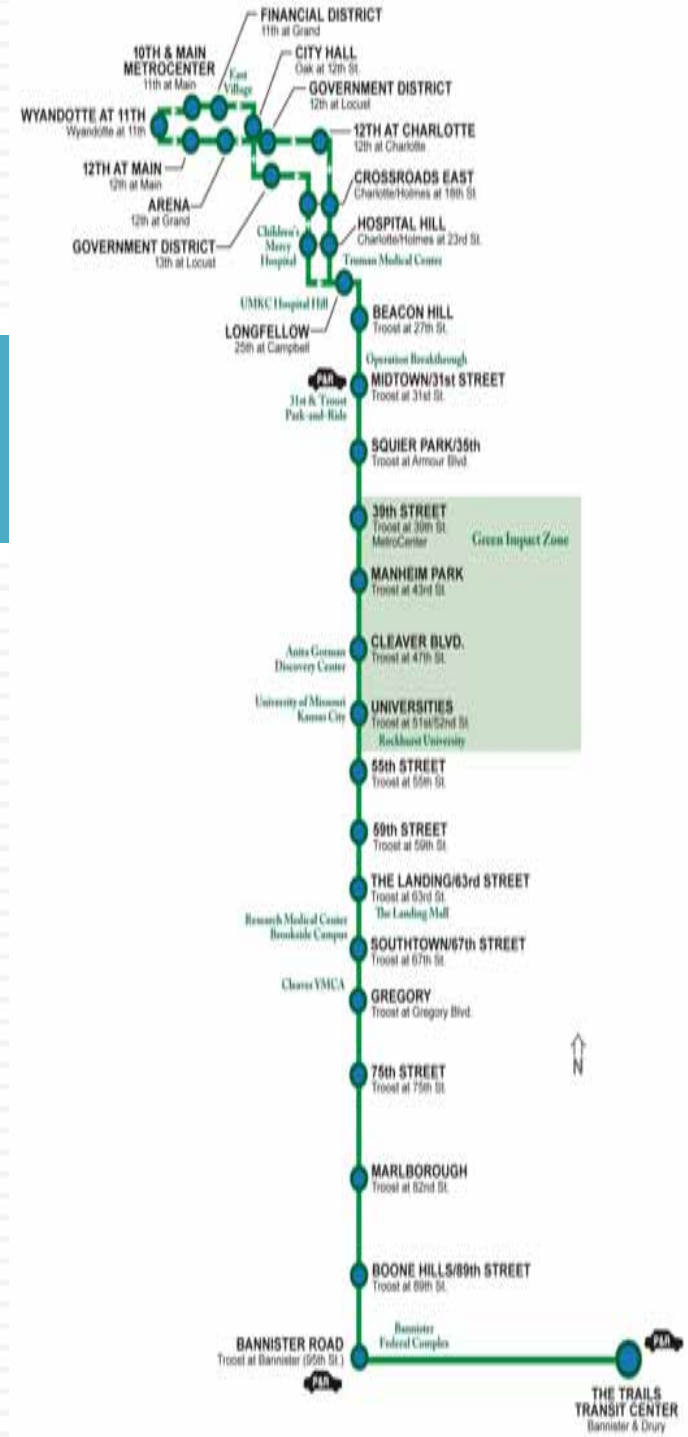 FINANCIAL DISTRICT
11th at Grand
10TH & MAIN
METROCENTER
11th at Main
CITY HALL
Oak at 12th St.
East
Village
GOVERNMENT DISTRICT
12th at Locust
WYANDOTTE AT 11TH
Wyandotte at 11th
12TH AT CHARLOTTE
12th at Charlotte
12TH AT MAIN
12th at Main
ARENA
12th at Grand
CROSSROADS EAST
Charlotte/Holmes at 18th St.
GOVERNMENT DISTRICT
13th at Locust
Children's
Mercy
Hospital
HOSPITAL HILL
Charlotte/Holmes at 23rd St.
Truman Medical Center
UMKC Hospital Hill
LONGFELLOW
25th at Campbell
BEACON HILL
Troost at 27th St.
Operation Breakthrough
P&R
MIDTOWN/31st STREET
Troost at 31st St.
31st & Troost
Park-and-Ride
SQUIER PARK/35th
Troost at Armour Blvd.
39th STREET
Troost at 39th St.
MetroCenter
Green Impact Zone
MANHEIM PARK
Troost at 43rd St.
CLEAVER BLVD.
Troost at 47th St.
Anita Gorman
Discovery Center
University of Missouri
Kansas City
UNIVERSITIES
Troost at 51st/52nd St.
Rockhurst University
55th STREET
Troost at 55th St.
59th STREET
Troost at 59th St.
THE LANDING/63rd STREET
Troost at 63rd St.
The Landing Mall
Research Medical Center
Brookside Campus
SOUTHTOWN/67th STREET
Troost at 67th St.
Cleaver YMCA
GREGORY
Troost at Gregory Blvd.
N
75th STREET
Troost at 75th St.
MARLBOROUGH
Troost at 82nd St.
BOONE HILLS/89th STREET
Troost at 89th St.
Bannister
Federal Complex
BANNISTER ROAD
Troost at Bannister (95th St.)
P&R
P&R
THE TRAILS
TRANSIT CENTER
Bannister & Drury